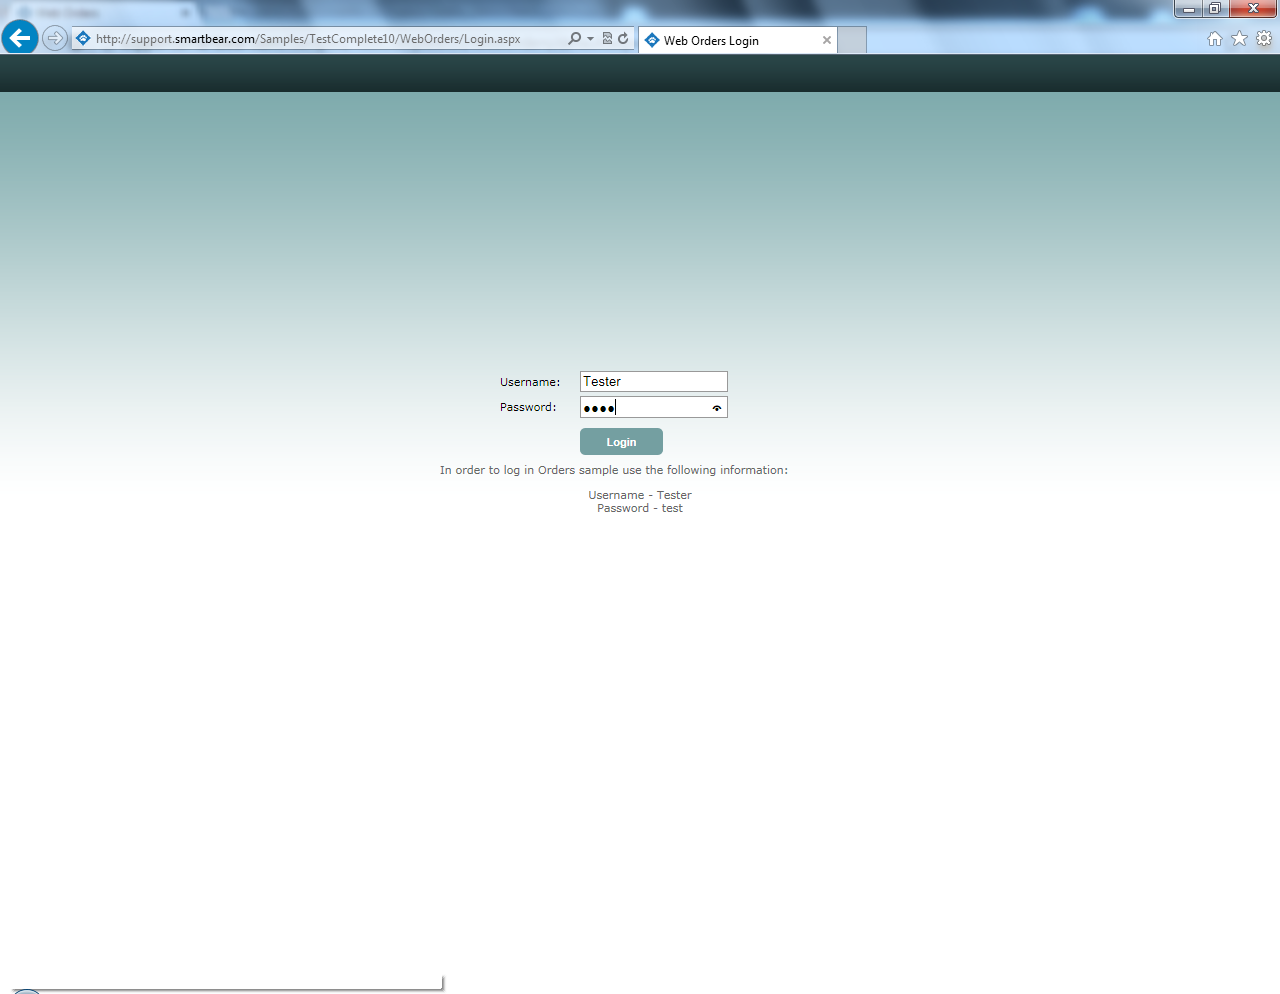 http://support.smartbear.com/Samples/TestComplete10/WebOrders/Login.aspx
Web Orders Login
Username: Tester
Password: ●●●●
Login
In order to log in Orders sample use the following information:
Username - Tester
Password - test